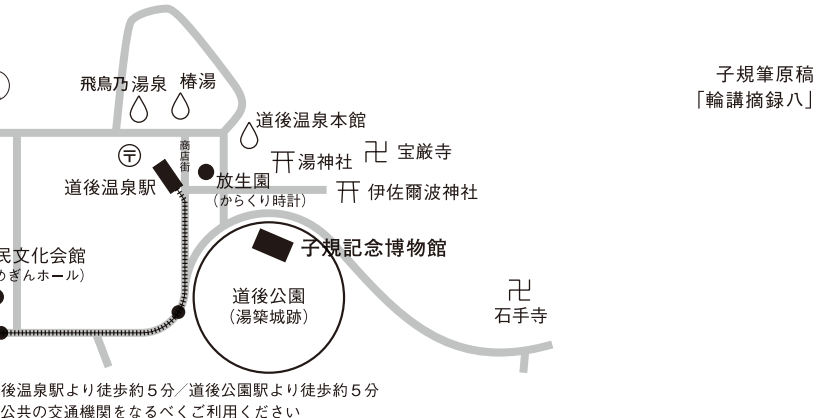 子規筆原稿
「輪講摘録八」
飛鳥乃湯泉
椿湯
道後温泉本館
商店街
湯神社
宝厳寺
〒
道後温泉駅
放生園
（からくり時計）
伊佐爾波神社
子規記念博物館
民文化会館
めぎんホール）
道後公園
（湯築城跡）
石手寺
後温泉駅より徒歩約５分／道後公園駅より徒歩約５分
公共の交通機関をなるべくご利用ください